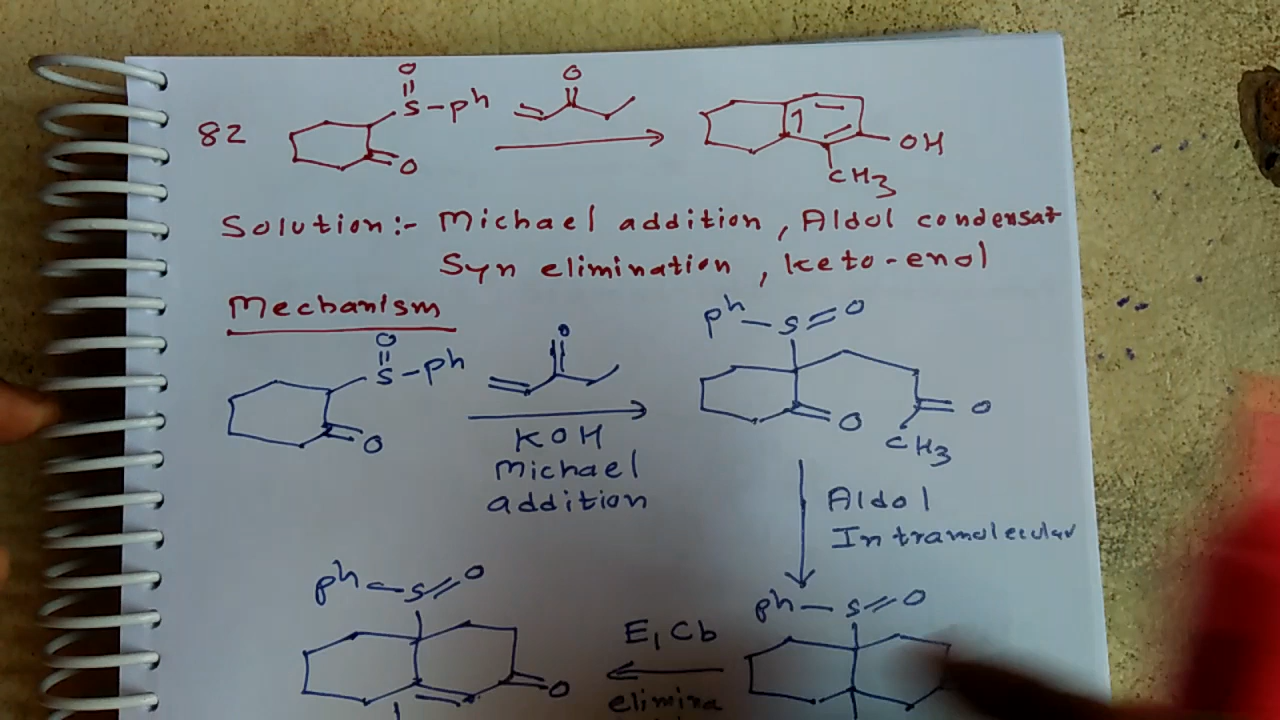 O O
82 S-Ph
O OH
CH3
Solution:- Michael addition, Aldol condensat
Syn elimination, keto-enol
Mechanism
O Ph-S=O
S-Ph O
O KOH O O
Michael CH3
addition
Aldol
Intramolecular
Ph-S=O Ph-S=O
E1Cb
O elimina